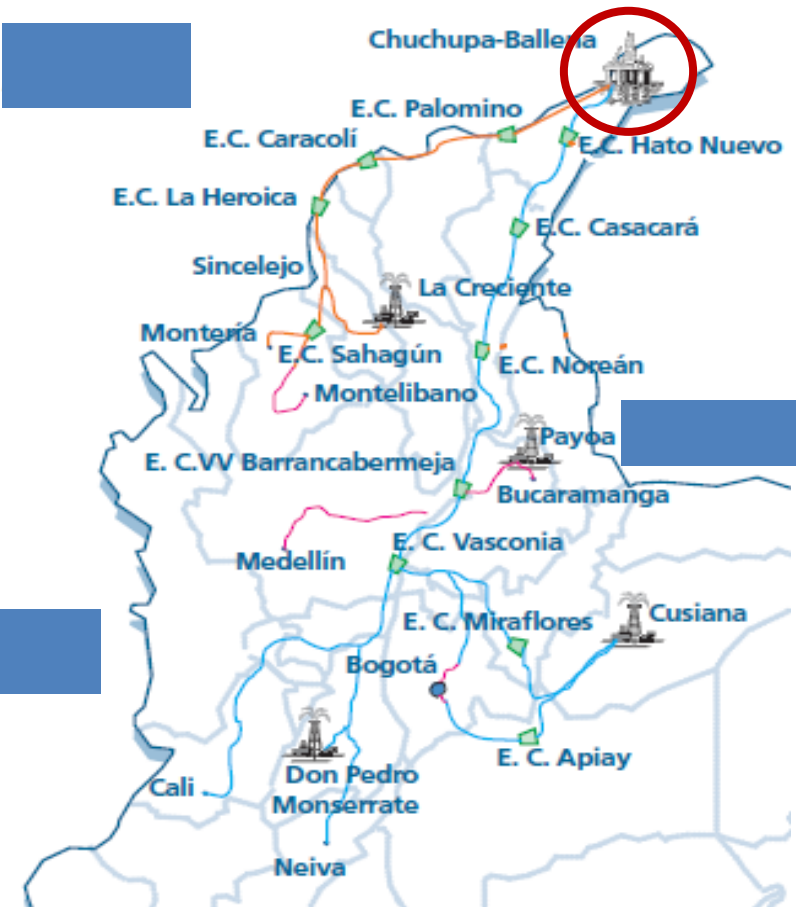 Chuchupa-Ballena
E.C. Palomino
E.C. Caracolí
E.C. Hato Nuevo
E.C. La Heroica
E.C. Casacará
Sincelejo
La Creciente
Montería
E.C. Sahagún
E.C. Noreán
Montelibano
Payoa
E. C.VV Barrancabermeja
Bucaramanga
E. C. Vasconia
Medellín
E. C. Miraflores
Cusiana
Bogotá
E. C. Apiay
Don Pedro
Cali
Monserrate
Neiva